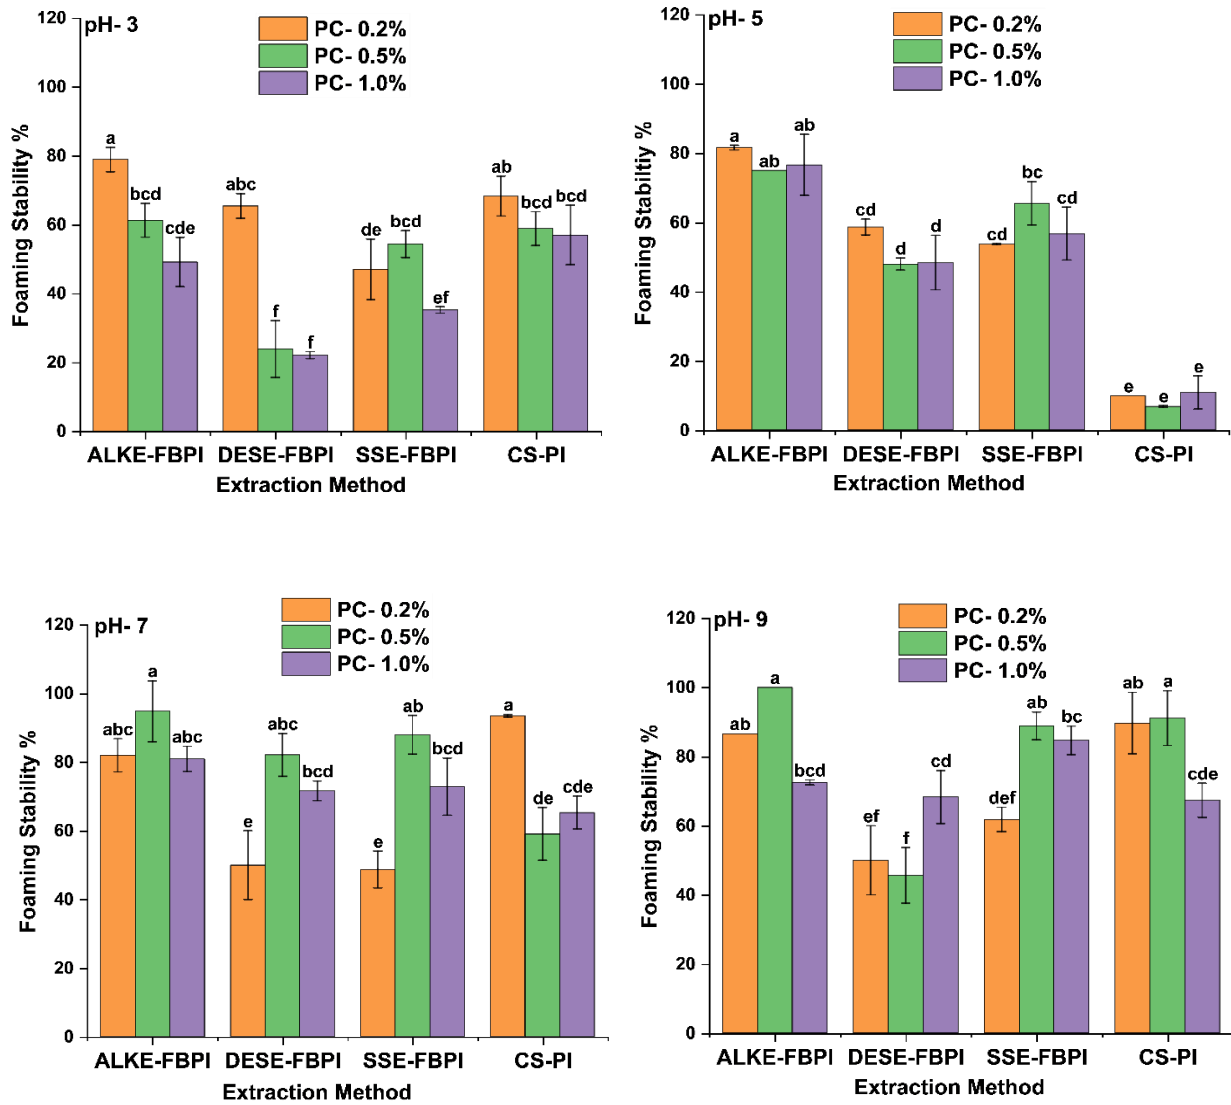 pH- 3
PC- 0.2%
PC- 0.5%
PC- 1.0%
Foaming Stability %
120
100
80
60
40
20
0
a
bcd
cde
abc
f
f
de
bcd
ef
ab
bcd
bcd
ALKE-FBPI DESE-FBPI SSE-FBPI CS-PI
Extraction Method
pH- 5
PC- 0.2%
PC- 0.5%
PC- 1.0%
Foaming Stabiltiy %
120
100
80
60
40
20
0
a
ab
ab
cd
d
d
cd
bc
cd
e
e
e
ALKE-FBPI DESE-FBPI SSE-FBPI CS-PI
Extraction Method
pH- 7
PC- 0.2%
PC- 0.5%
PC- 1.0%
Foaming Stability %
120
100
80
60
40
20
0
abc
a
abc
e
abc
bcd
e
ab
bcd
a
de
cde
ALKE-FBPI DESE-FBPI SSE-FBPI CS-PI
Extraction Method
pH- 9
PC- 0.2%
PC- 0.5%
PC- 1.0%
Foaming Stability %
120
100
80
60
40
20
0
ab
a
bcd
ef
f
cd
def
ab
bc
ab
a
cde
ALKE-FBPI DESE-FBPI SSE-FBPI CS-PI
Extraction Method